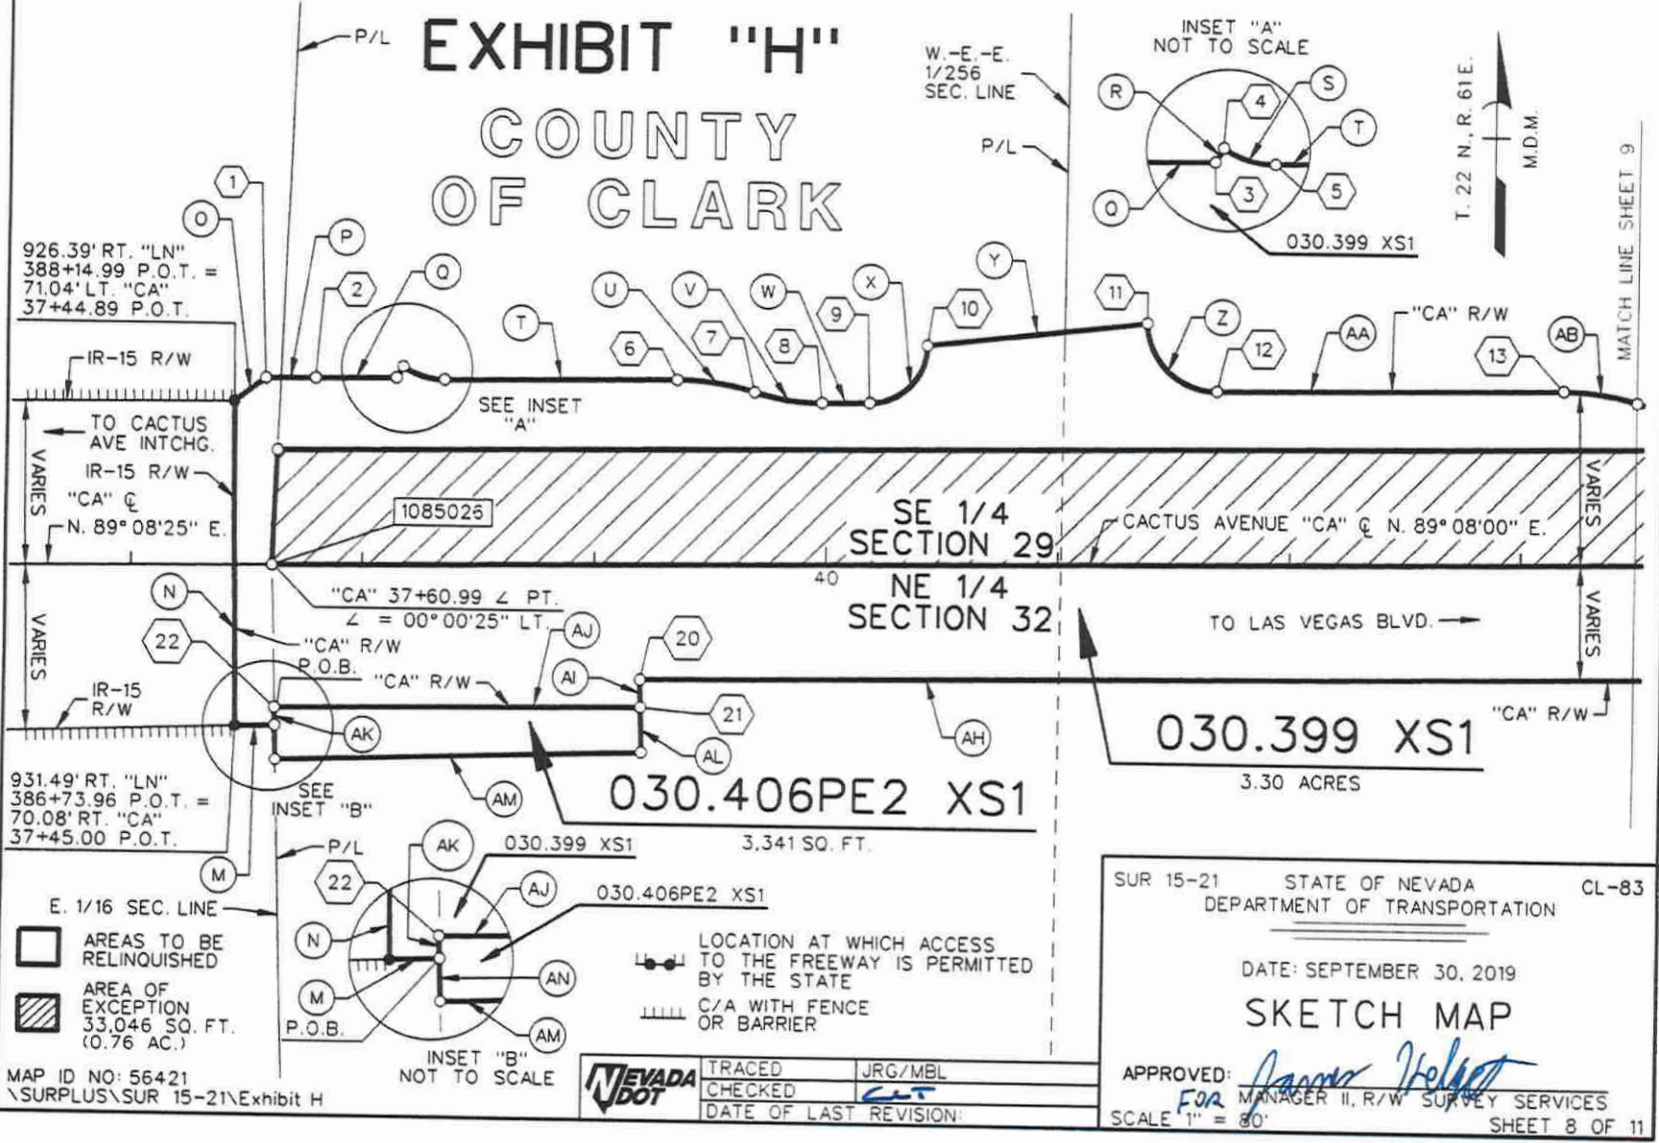 EXHIBIT "H"
COUNTY
OF CLARK
P/L
W.-E.-E.
1/256
SEC. LINE
P/L
INSET "A"
NOT TO SCALE
R
4
S
T
Q
3
5
030.399 XS1
T. 22 N., R. 61 E.
M.D.M.
MATCH LINE SHEET 9
1
O
P
2
Q
926.39' RT. "LN"
388+14.99 P.O.T. =
71.04' LT. "CA"
37+44.89 P.O.T.
T
U
V
W
X
Y
6
7
8
9
10
11
Z
12
AA
"CA" R/W
13
AB
IR-15 R/W
SEE INSET
"A"
TO CACTUS
AVE INTCHG.
VARIES
IR-15 R/W
"CA" ℄
N. 89° 08'25" E.
1085026
SE 1/4
SECTION 29
CACTUS AVENUE "CA" ℄ N. 89° 08'00" E.
VARIES
40
NE 1/4
SECTION 32
"CA" 37+60.99 ∠ PT.
∠ = 00° 00'25" LT.
N
22
"CA" R/W
P.O.B.
"CA" R/W
AJ
AI
20
21
TO LAS VEGAS BLVD.
VARIES
VARIES
IR-15
R/W
AK
AL
AH
"CA" R/W
030.399 XS1
3.30 ACRES
931.49' RT. "LN"
386+73.96 P.O.T. =
70.08' RT. "CA"
37+45.00 P.O.T.
SEE
INSET "B"
AM
030.406PE2 XS1
3,341 SQ. FT.
M
P/L
E. 1/16 SEC. LINE
22
AK
030.399 XS1
AJ
030.406PE2 XS1
N
M
P.O.B.
AN
AM
INSET "B"
NOT TO SCALE
AREAS TO BE
RELINQUISHED
AREA OF
EXCEPTION
33,046 SQ. FT.
(0.76 AC.)
LOCATION AT WHICH ACCESS
TO THE FREEWAY IS PERMITTED
BY THE STATE
C/A WITH FENCE
OR BARRIER
MAP ID NO: 56421
\SURPLUS\SUR 15-21\Exhibit H
NEVADA
DOT
TRACED JRG/MBL
CHECKED CLT
DATE OF LAST REVISION:
SUR 15-21 STATE OF NEVADA CL-83
DEPARTMENT OF TRANSPORTATION
DATE: SEPTEMBER 30, 2019
SKETCH MAP
APPROVED:
FOR MANAGER II, R/W SURVEY SERVICES
SCALE 1" = 80' SHEET 8 OF 11